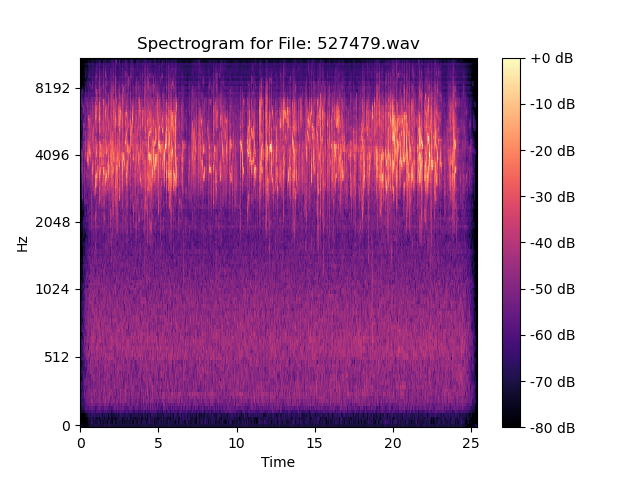 Spectrogram for File: 527479.wav
+0 dB
8192
-10 dB
4096
-20 dB
-30 dB
2048
Hz
-40 dB
1024
-50 dB
512
-60 dB
-70 dB
0
-80 dB
0 5 10 15 20 25
Time